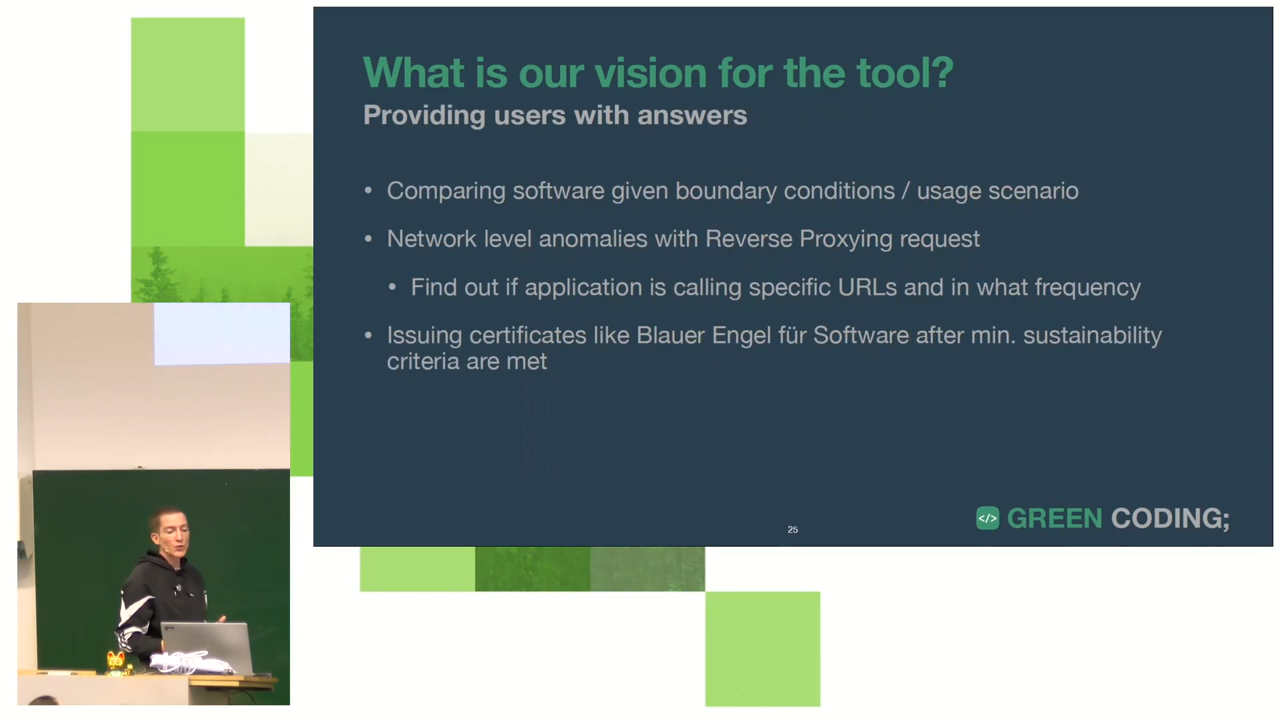 What is our vision for the tool?
Providing users with answers
• Comparing software given boundary conditions / usage scenario
• Network level anomalies with Reverse Proxying request
• Find out if application is calling specific URLs and in what frequency
• Issuing certificates like Blauer Engel für Software after min. sustainability
criteria are met
25
</> GREEN CODING;